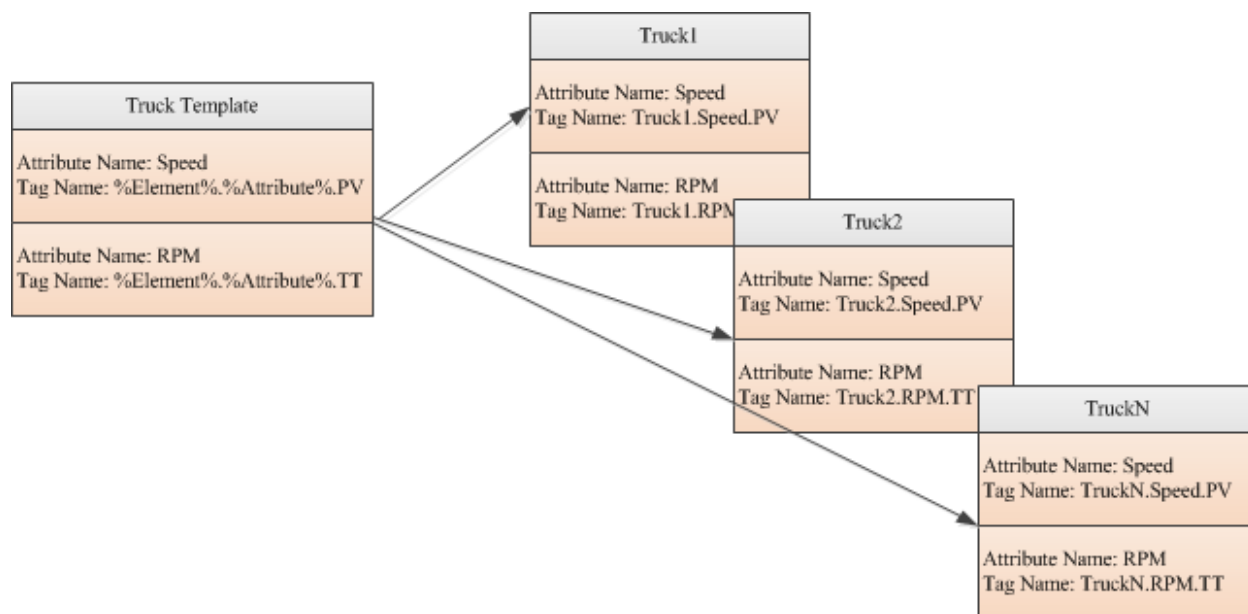 Truck Template
Attribute Name: Speed
Tag Name: %Element%.%Attribute%.PV
Attribute Name: RPM
Tag Name: %Element%.%Attribute%.TT
Truck1
Attribute Name: Speed
Tag Name: Truck1.Speed.PV
Attribute Name: RPM
Tag Name: Truck1.RPM
Truck2
Attribute Name: Speed
Tag Name: Truck2.Speed.PV
Attribute Name: RPM
Tag Name: Truck2.RPM.TT
TruckN
Attribute Name: Speed
Tag Name: TruckN.Speed.PV
Attribute Name: RPM
Tag Name: TruckN.RPM.TT